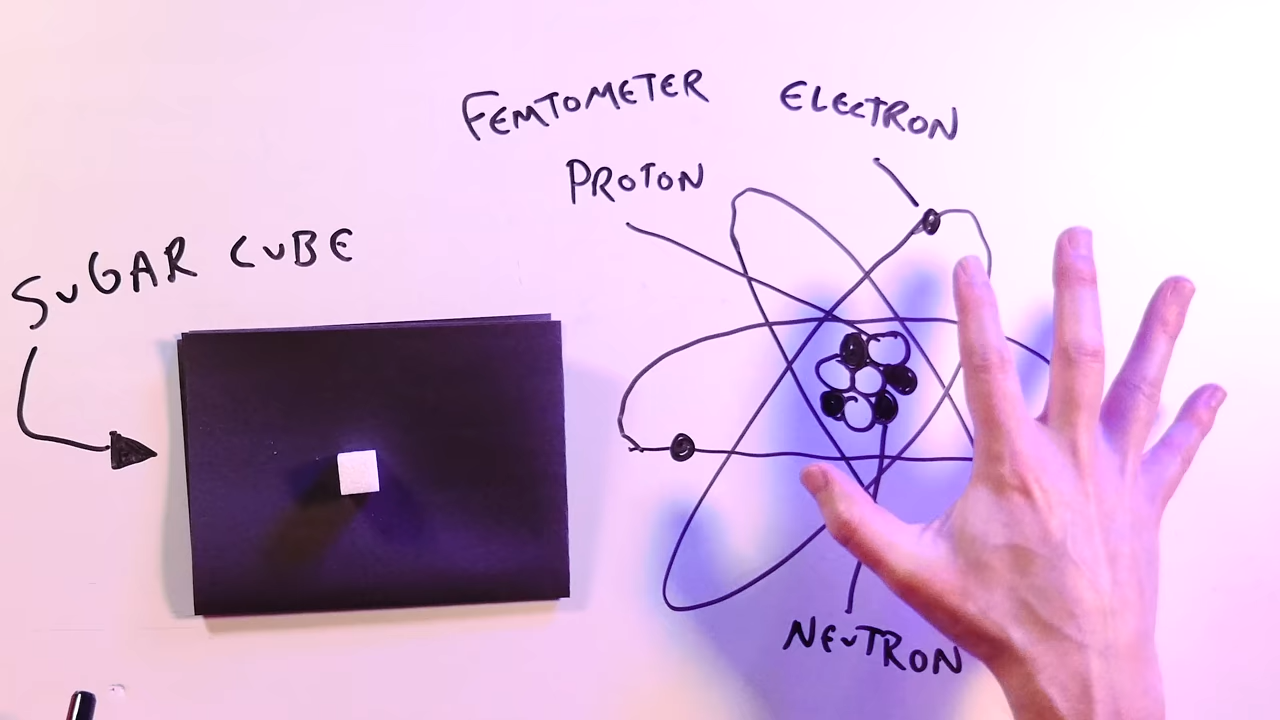 FEMTOMETER
ELECTRON
PROTON
SUGAR CUBE
NEUTRON